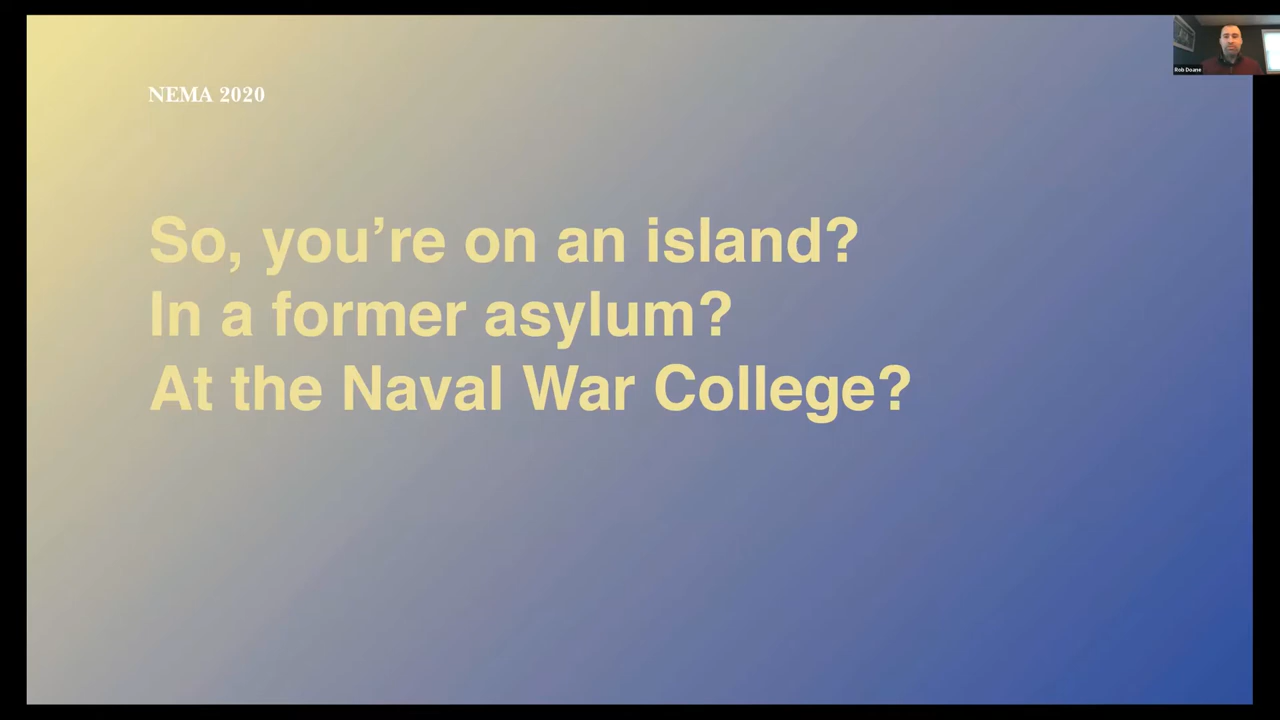 NEMA 2020
Rob Doane
So, you’re on an island?
In a former asylum?
At the Naval War College?